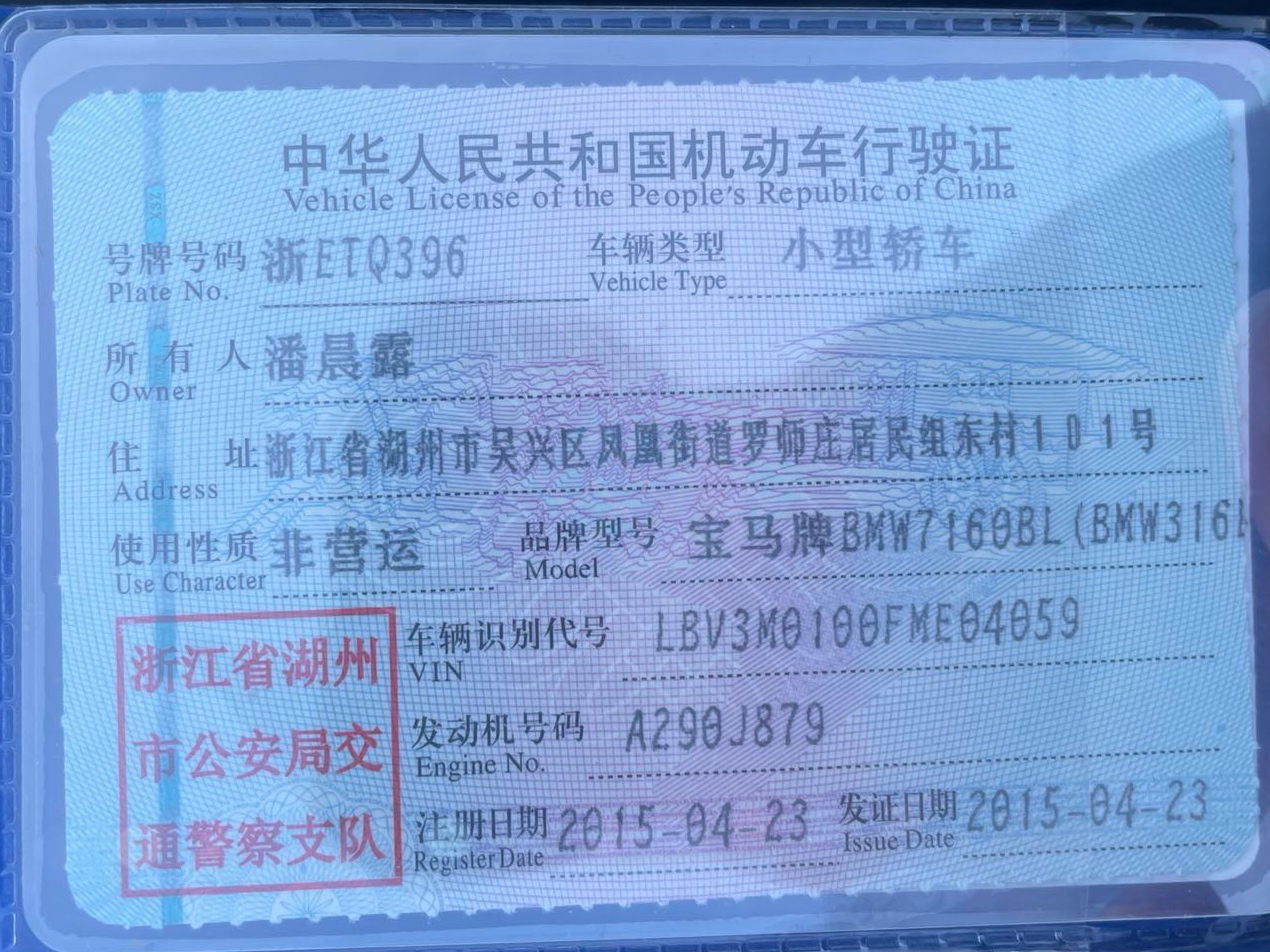 中华人民共和国机动车行驶证
Vehicle License of the People's Republic of China
号牌号码 浙ETQ396 车辆类型 小型轿车
Plate No. Vehicle Type
所有人 潘晨露
Owner
住址 浙江省湖州市吴兴区凤凰街道罗师庄居民组东村101号
Address
使用性质 非营运 品牌型号 宝马牌BMW7160BL(BMW316L
Use Character Model
浙江省湖州
市公安局交
通警察支队
车辆识别代号 LBV3M0100FME04059
VIN
发动机号码 A290J879
Engine No.
注册日期 2015-04-23 发证日期 2015-04-23
Register Date Issue Date